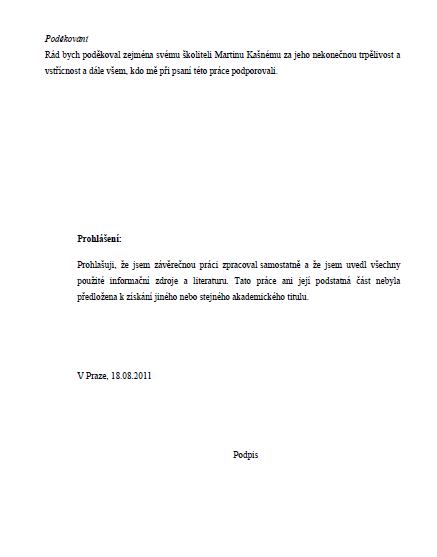 Poděkování
Rád bych poděkoval zejména svému školiteli Martinu Kašnému za jeho nekonečnou trpělivost a
vstřícnost a dále všem, kdo mě při psaní této práce podporovali.
Prohlášení:
Prohlašuji, že jsem závěrečnou práci zpracoval samostatně a že jsem uvedl všechny
použité informační zdroje a literaturu. Tato práce ani její podstatná část nebyla
předložena k získání jiného nebo stejného akademického titulu.
V Praze, 18.08.2011
Podpis